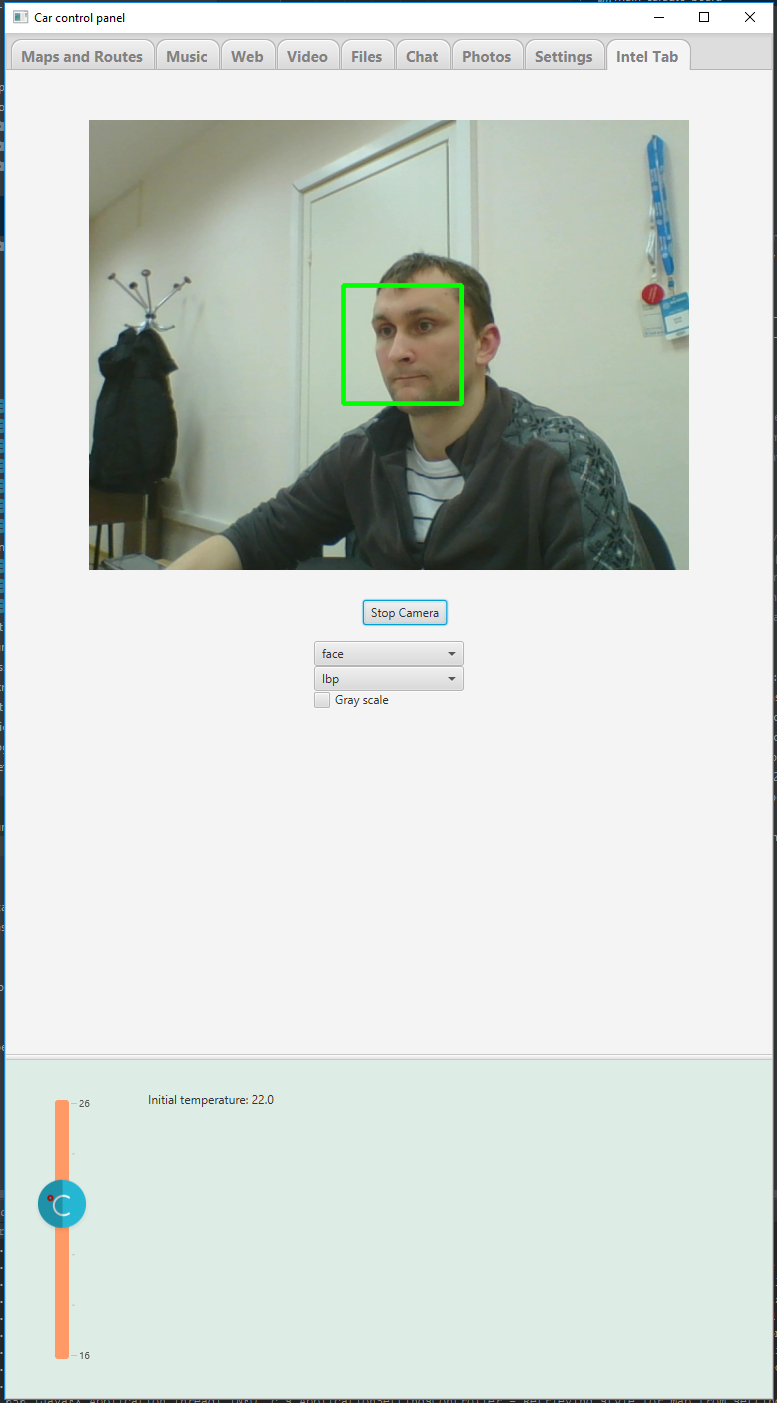 Car control panel
Maps and Routes Music Web Video Files Chat Photos Settings Intel Tab
Stop Camera
face
lbp
Gray scale
26
Initial temperature: 22.0
C
16